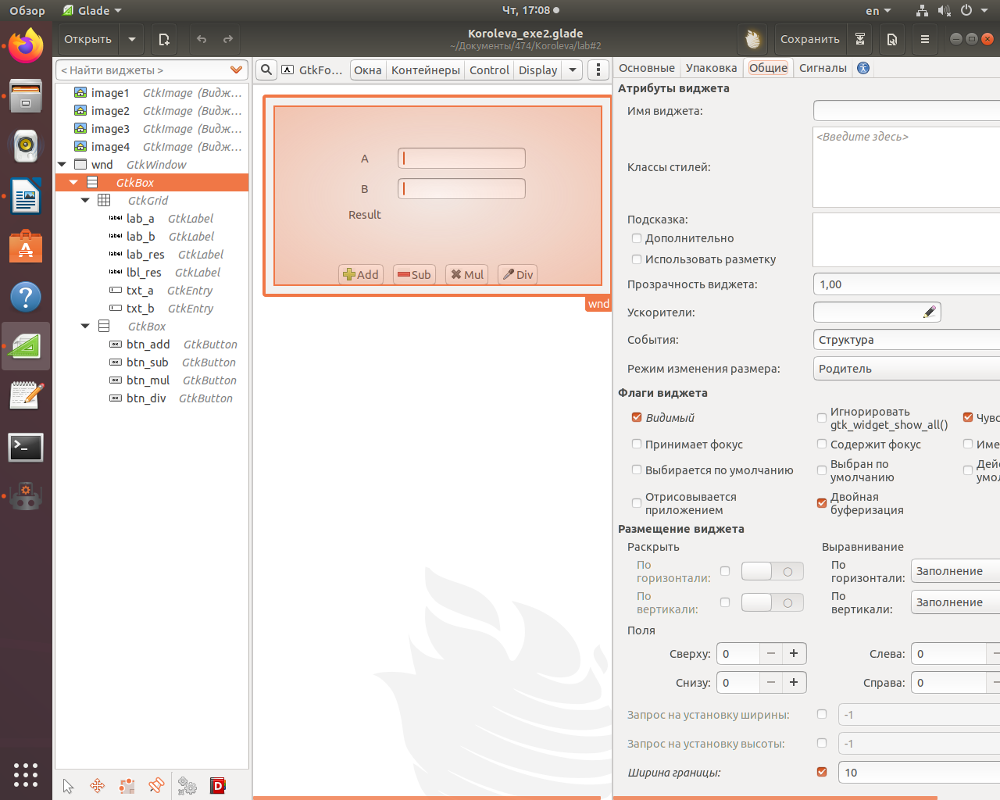 Обзор Glade Чт, 17:08 en
Открыть Koroleva_exe2.glade Сохранить
~/Документы/474/Koroleva/lab#2
< Найти виджеты > GtkFo... Окна Контейнеры Control Display Основные Упаковка Общие Сигналы
image1 GtkImage (Видж...
image2 GtkImage (Видж...
image3 GtkImage (Видж...
image4 GtkImage (Видж...
wnd GtkWindow
GtkBox
GtkGrid
lab_a GtkLabel
lab_b GtkLabel
lab_res GtkLabel
lbl_res GtkLabel
txt_a GtkEntry
txt_b GtkEntry
GtkBox
btn_add GtkButton
btn_sub GtkButton
btn_mul GtkButton
btn_div GtkButton
A
B
Result
Add Sub Mul Div
wnd
Атрибуты виджета
Имя виджета:
<Введите здесь>
Классы стилей:
Подсказка:
Дополнительно
Использовать разметку
Прозрачность виджета: 1,00
Ускорители:
События: Структура
Режим изменения размера: Родитель
Флаги виджета
Видимый Игнорировать gtk_widget_show_all() Чувс
Принимает фокус Содержит фокус Име
Выбирается по умолчанию Выбран по умолчанию Дейс умол
Отрисовывается приложением Двойная буферизация
Размещение виджета
Раскрыть Выравнивание
По горизонтали: По горизонтали: Заполнение
По вертикали: По вертикали: Заполнение
Поля
Сверху: 0 Слева: 0
Снизу: 0 Справа: 0
Запрос на установку ширины: -1
Запрос на установку высоты: -1
Ширина границы: 10